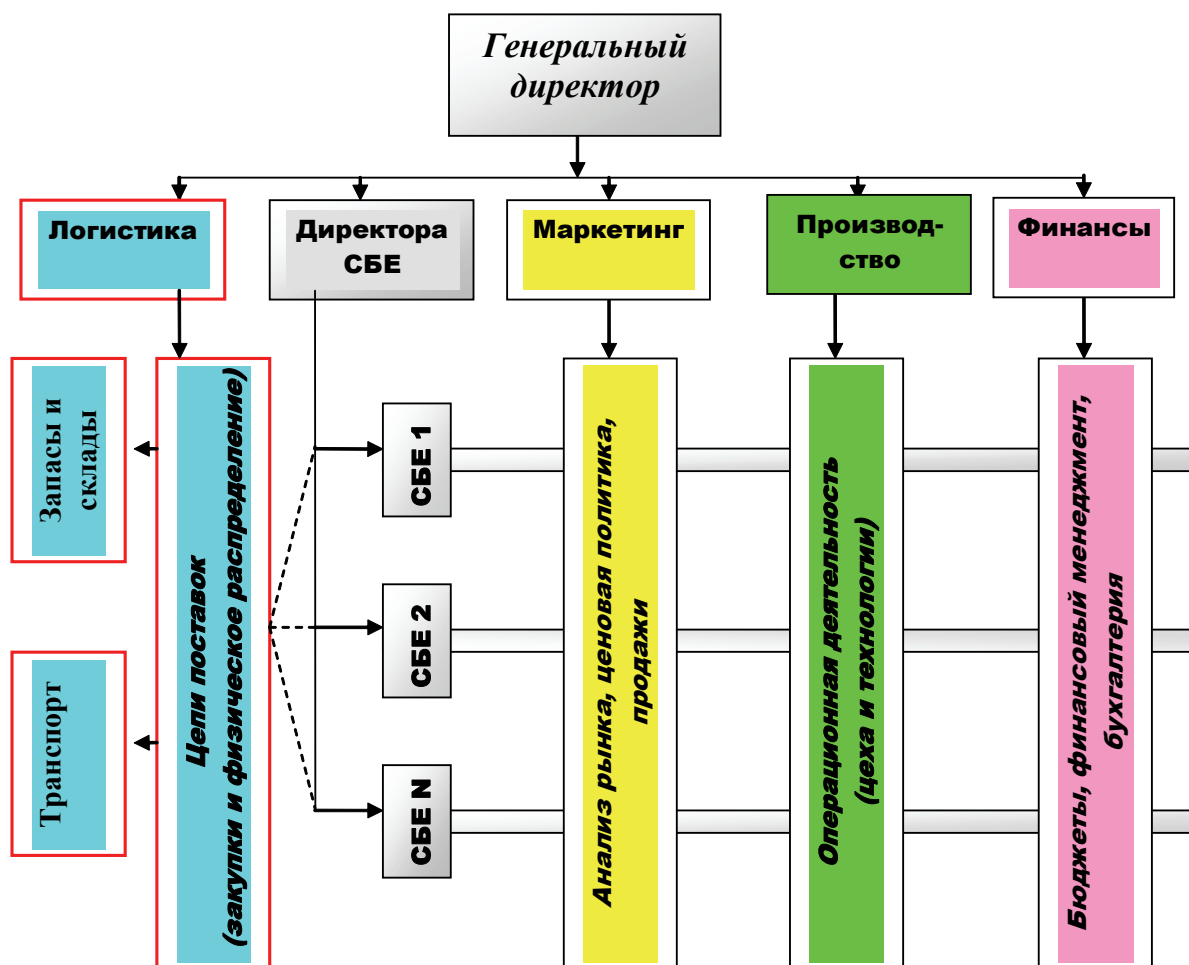 Генеральный
директор
Логистика
Директора
СБЕ
Маркетинг
Производ-
ство
Финансы
Запасы и
склады
Транспорт
Цепи поставок
(закупки и физическое распределение)
СБЕ 1
СБЕ 2
СБЕ N
Анализ рынка, ценовая политика,
продажи
Операционная деятельность
(цеха и технологии)
Бюджеты, финансовый менеджмент,
бухгалтерия